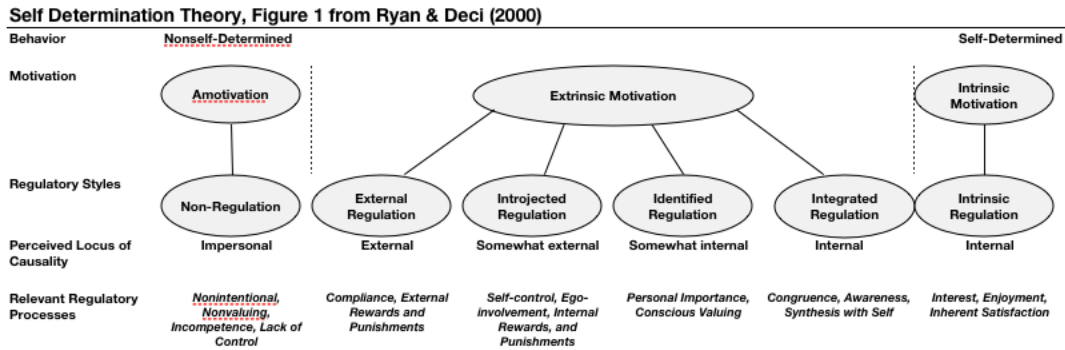 Self Determination Theory, Figure 1 from Ryan & Deci (2000)
Behavior
Nonself-Determined
Self-Determined
Motivation
Amotivation
Extrinsic Motivation
Intrinsic
Motivation
Regulatory Styles
Non-Regulation
External
Regulation
Introjected
Regulation
Identified
Regulation
Integrated
Regulation
Intrinsic
Regulation
Perceived Locus of
Causality
Impersonal
External
Somewhat external
Somewhat internal
Internal
Internal
Relevant Regulatory
Processes
Nonintentional,
Nonvaluing,
Incompetence, Lack of
Control
Compliance, External
Rewards and
Punishments
Self-control, Ego-
involvement, Internal
Rewards, and
Punishments
Personal Importance,
Conscious Valuing
Congruence, Awareness,
Synthesis with Self
Interest, Enjoyment,
Inherent Satisfaction